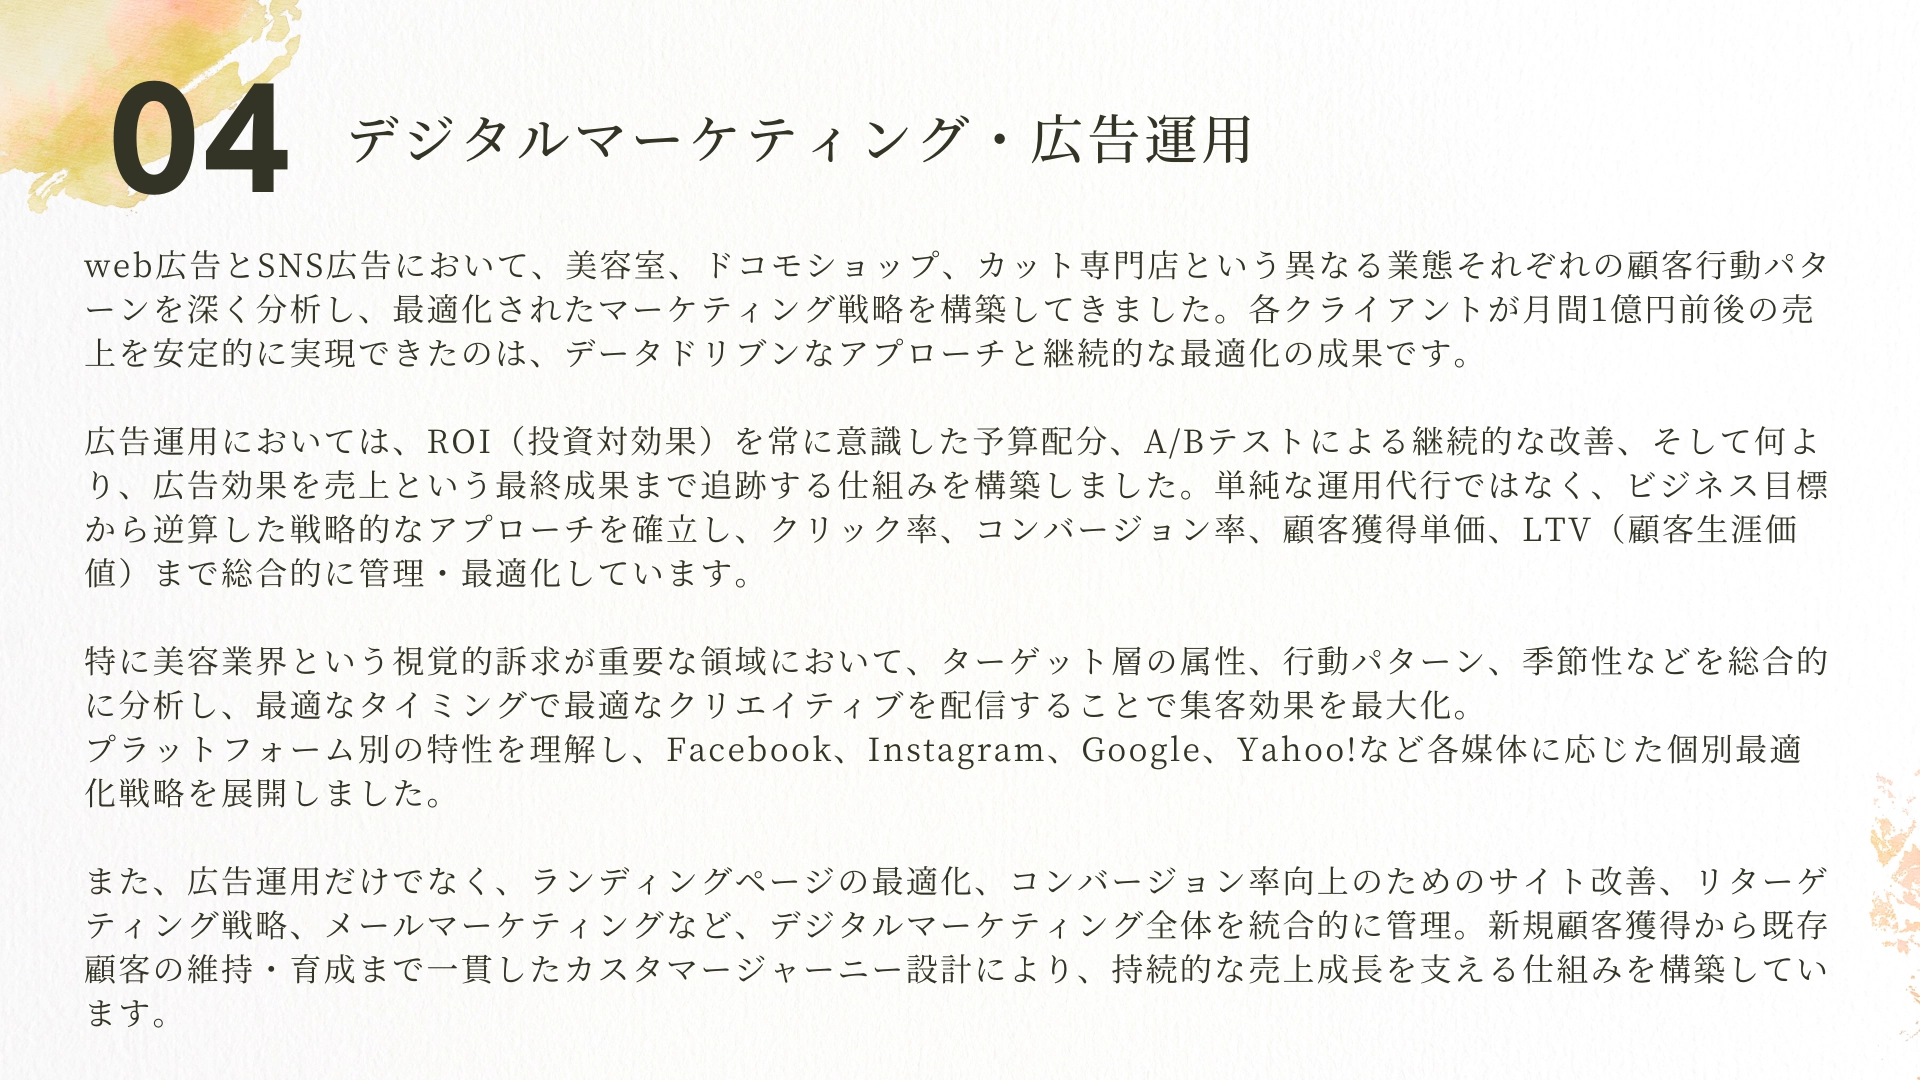 04
デジタルマーケティング・広告運用
web広告とSNS広告において、美容室、ドコモショップ、カット専門店という異なる業態それぞれの顧客行動パタ
ーンを深く分析し、最適化されたマーケティング戦略を構築してきました。各クライアントが月間1億円前後の売
上を安定的に実現できたのは、データドリブンなアプローチと継続的な最適化の成果です。
広告運用においては、ROI（投資対効果）を常に意識した予算配分、A/Bテストによる継続的な改善、そして何よ
り、広告効果を売上という最終成果まで追跡する仕組みを構築しました。単純な運用代行ではなく、ビジネス目標
から逆算した戦略的なアプローチを確立し、クリック率、コンバージョン率、顧客獲得単価、LTV（顧客生涯価
値）まで総合的に管理・最適化しています。
特に美容業界という視覚的訴求が重要な領域において、ターゲット層の属性、行動パターン、季節性などを総合的
に分析し、最適なタイミングで最適なクリエイティブを配信することで集客効果を最大化。
プラットフォーム別の特性を理解し、Facebook、Instagram、Google、Yahoo!など各媒体に応じた個別最適
化戦略を展開しました。
また、広告運用だけでなく、ランディングページの最適化、コンバージョン率向上のためのサイト改善、リターゲ
ティング戦略、メールマーケティングなど、デジタルマーケティング全体を統合的に管理。新規顧客獲得から既存
顧客の維持・育成まで一貫したカスタマージャーニー設計により、持続的な売上成長を支える仕組みを構築してい
ます。